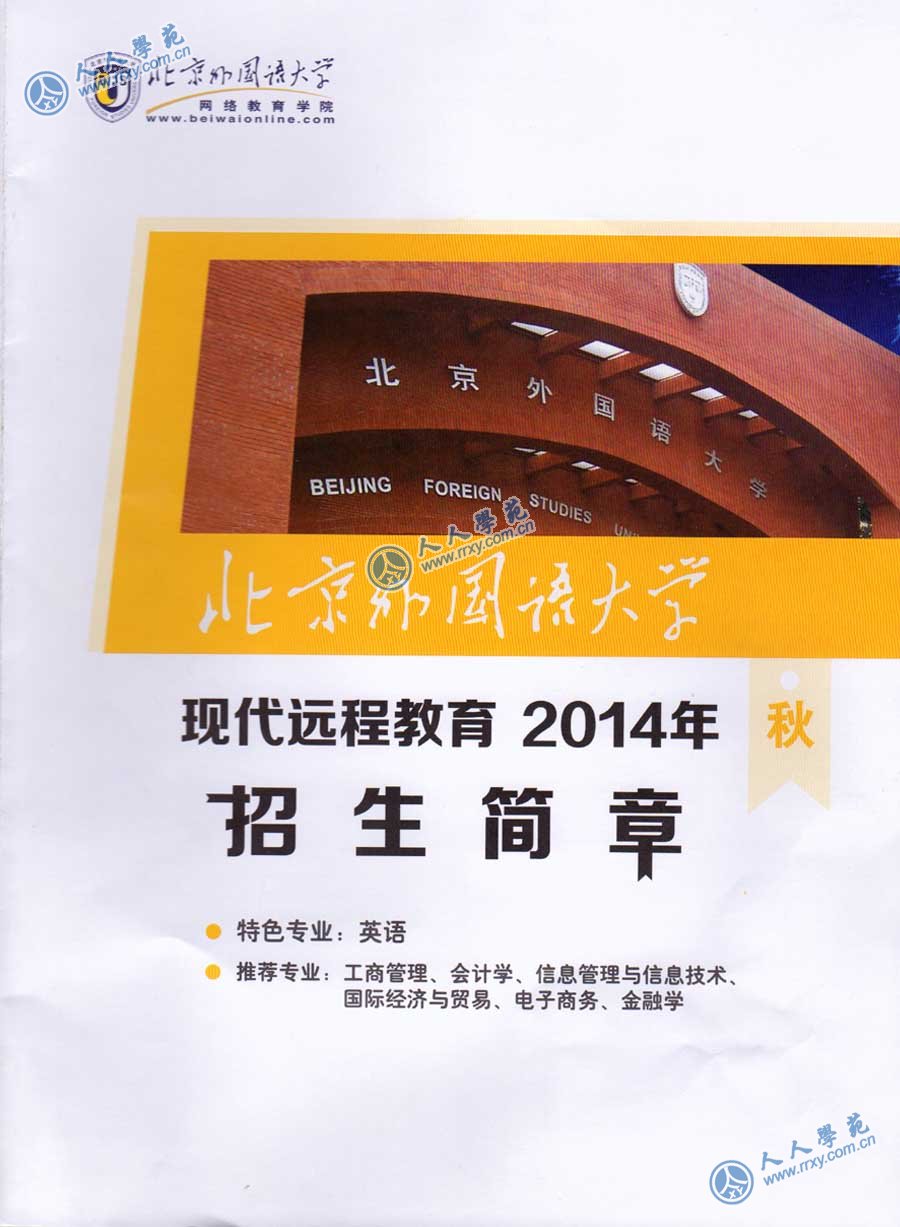 人人學苑
www.rrxy.com.cn
北京外国语大学
网络教育学院
www.beiwaionline.com
北京外国语大学
BEIJING FOREIGN STUDIES
人人學苑
www.rrxy.com.cn
北京外国语大学
现代远程教育 2014年 秋
招生简章
特色专业：英语
推荐专业：工商管理、会计学、信息管理与信息技术、
国际经济与贸易、电子商务、金融学
人人學苑
www.rrxy.com.cn